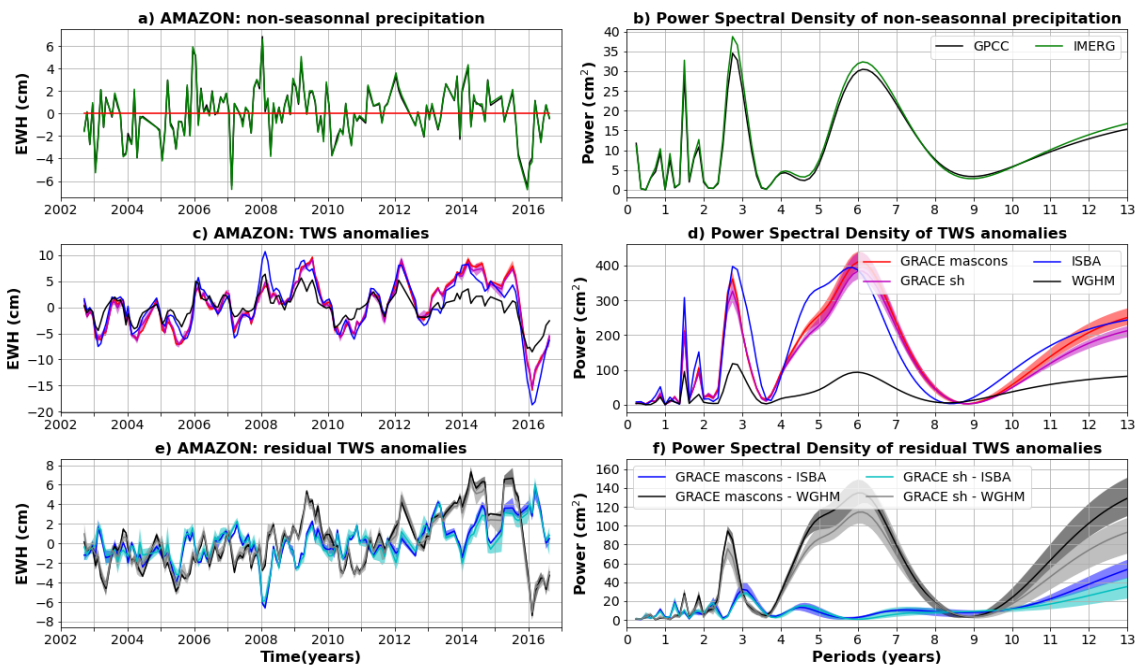 a) AMAZON: non-seasonnal precipitation
EWH (cm)
6
4
2
0
−2
−4
−6
2002 2004 2006 2008 2010 2012 2014 2016
b) Power Spectral Density of non-seasonnal precipitation
GPCC IMERG
Power (cm²)
40
35
30
25
20
15
10
5
0
0 1 2 3 4 5 6 7 8 9 10 11 12 13
c) AMAZON: TWS anomalies
EWH (cm)
10
5
0
−5
−10
−15
−20
2002 2004 2006 2008 2010 2012 2014 2016
d) Power Spectral Density of TWS anomalies
GRACE mascons ISBA
GRACE sh WGHM
Power (cm²)
400
300
200
100
0
0 1 2 3 4 5 6 7 8 9 10 11 12 13
e) AMAZON: residual TWS anomalies
EWH (cm)
8
6
4
2
0
−2
−4
−6
−8
2002 2004 2006 2008 2010 2012 2014 2016
Time(years)
f) Power Spectral Density of residual TWS anomalies
GRACE mascons - ISBA GRACE sh - ISBA
GRACE mascons - WGHM GRACE sh - WGHM
Power (cm²)
160
140
120
100
80
60
40
20
0
0 1 2 3 4 5 6 7 8 9 10 11 12 13
Periods (years)